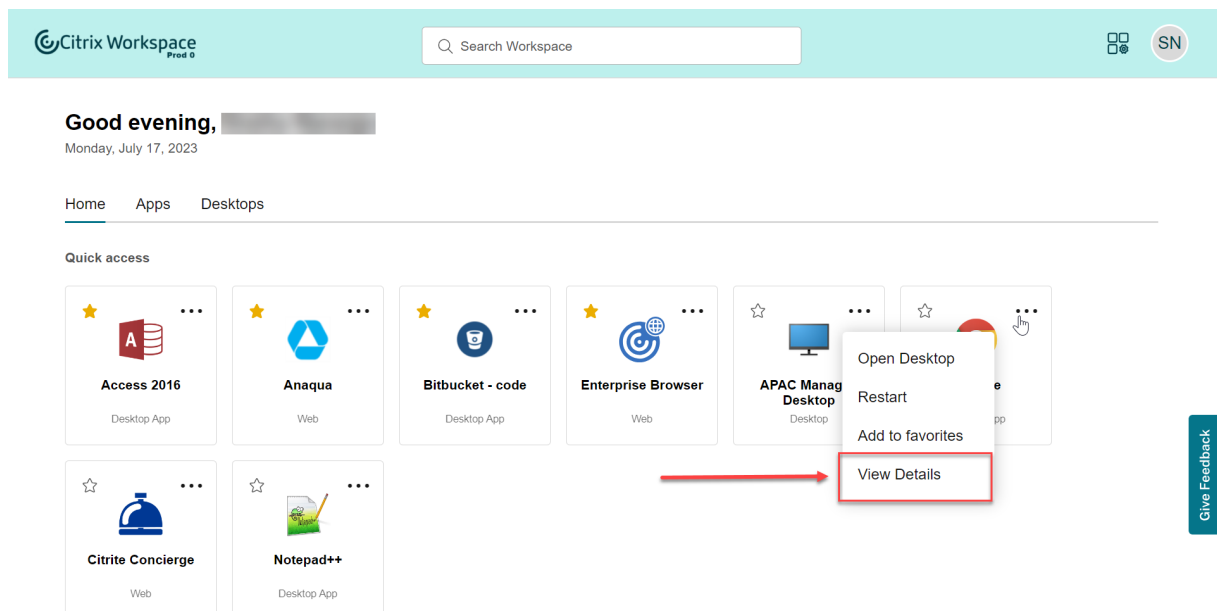 Citrix Workspace
Prod 0
Search Workspace
SN
Good evening,
Monday, July 17, 2023
Home Apps Desktops
Quick access
Access 2016
Desktop App
Anaqua
Web
Bitbucket - code
Desktop App
Enterprise Browser
Web
APAC Manag
Desktop
Desktop
e
pp
Open Desktop
Restart
Add to favorites
View Details
Citrite Concierge
Web
Notepad++
Desktop App
Give Feedback